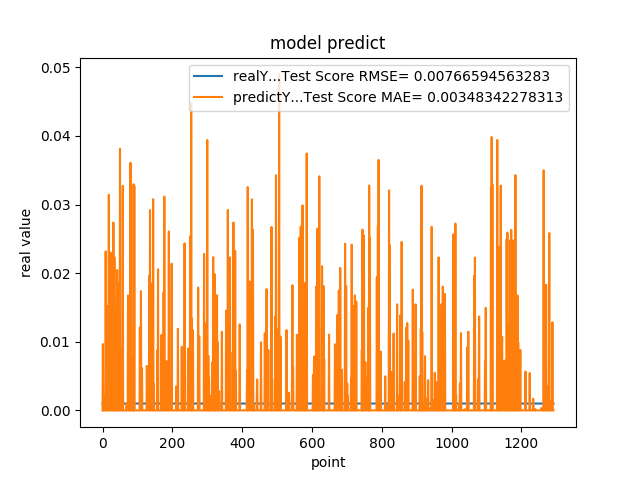 model predict
realY...Test Score RMSE= 0.00766594563283
predictY...Test Score MAE= 0.00348342278313
0.05
0.04
0.03
0.02
0.01
0.00
real value
0 200 400 600 800 1000 1200
point